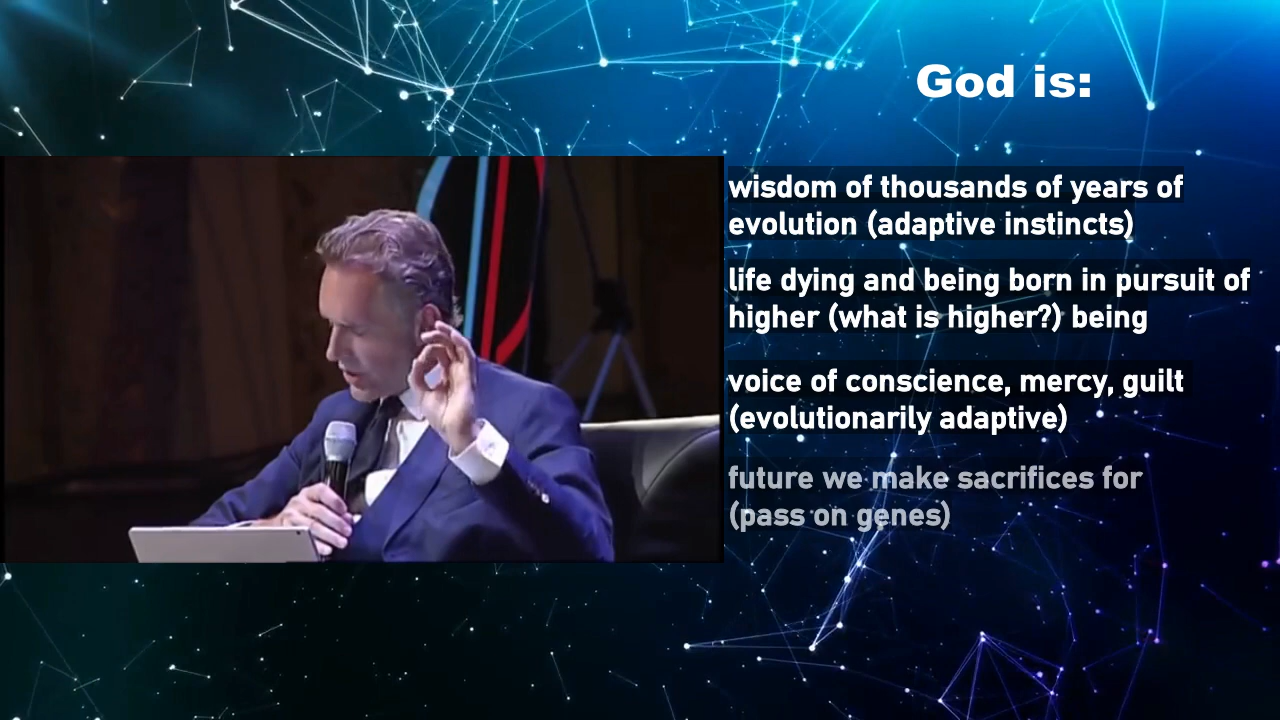 God is:
wisdom of thousands of years of
evolution (adaptive instincts)
life dying and being born in pursuit of
higher (what is higher?) being
voice of conscience, mercy, guilt
(evolutionarily adaptive)
future we make sacrifices for
(pass on genes)